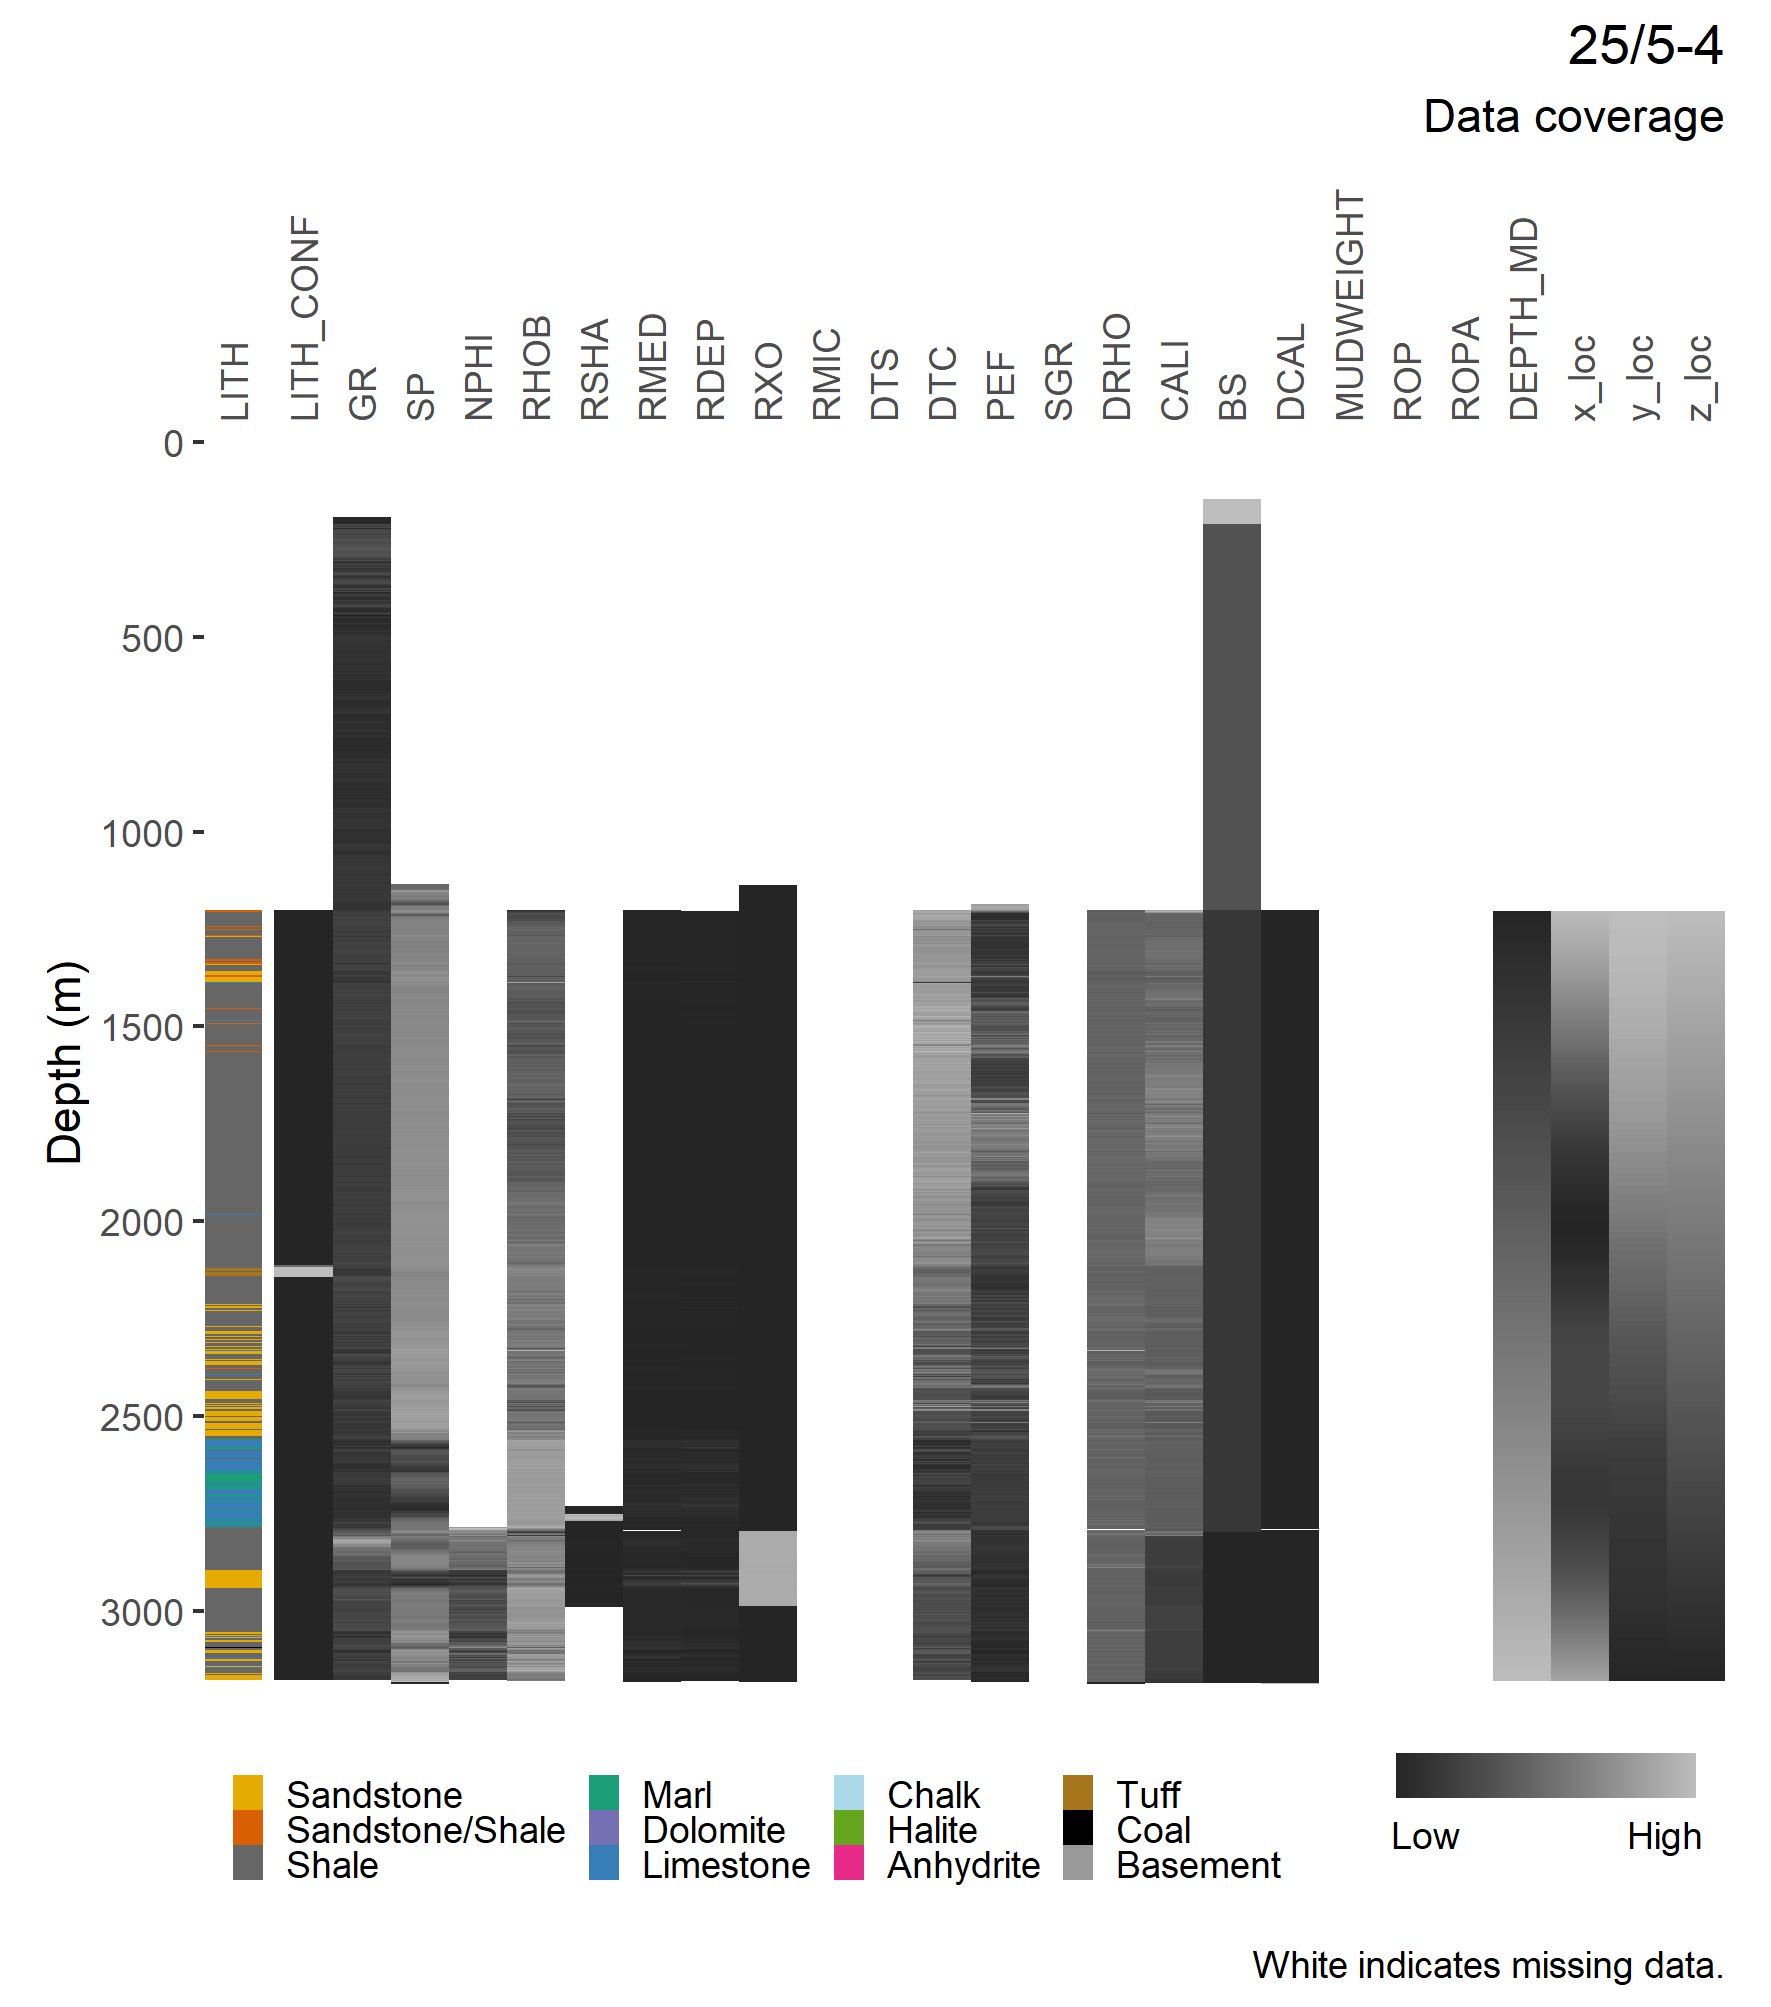 25/5-4
Data coverage
LITH
LITH_CONF
GR
SP
NPHI
RHOB
RSHA
RMED
RDEP
RXO
RMIC
DTS
DTC
PEF
SGR
DRHO
CALI
BS
DCAL
MUDWEIGHT
ROP
ROPA
DEPTH_MD
x_loc
y_loc
z_loc
0
500
1000
1500
2000
2500
3000
Depth (m)
Sandstone
Sandstone/Shale
Shale
Marl
Dolomite
Limestone
Chalk
Halite
Anhydrite
Tuff
Coal
Basement
Low High
White indicates missing data.